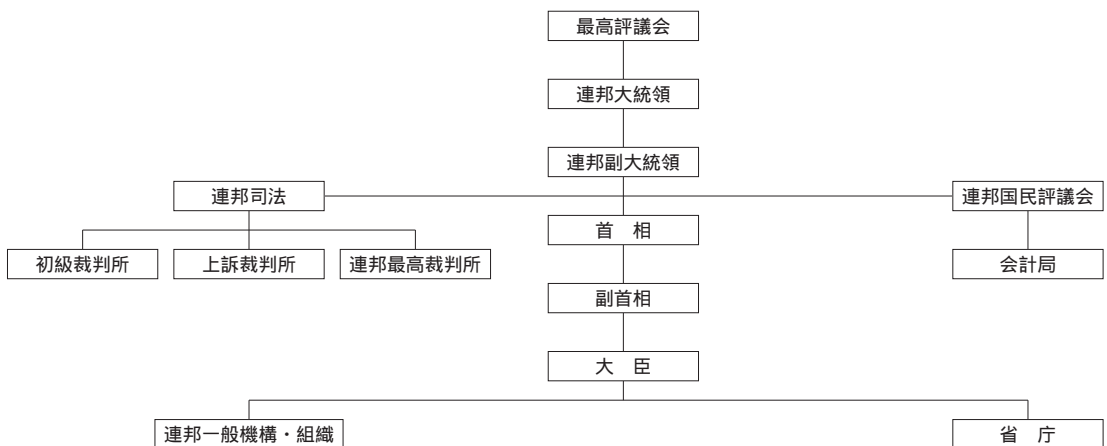 最高評議会
連邦大統領
連邦副大統領
連邦司法
連邦国民評議会
首　相
初級裁判所
上訴裁判所
連邦最高裁判所
会計局
副首相
大　臣
連邦一般機構・組織
省　庁